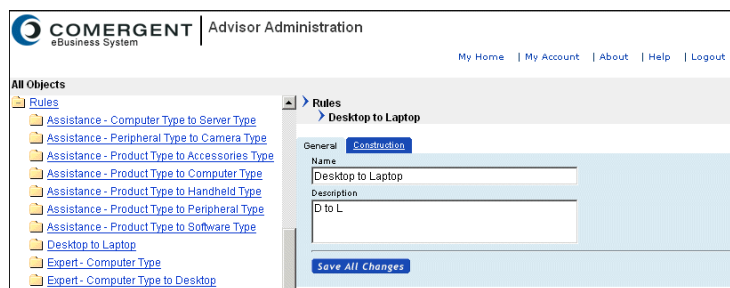 COMERGENT
eBusiness System
Advisor Administration
My Home | My Account | About | Help | Logout
All Objects
Rules
Assistance - Computer Type to Server Type
Assistance - Peripheral Type to Camera Type
Assistance - Product Type to Accessories Type
Assistance - Product Type to Computer Type
Assistance - Product Type to Handheld Type
Assistance - Product Type to Peripheral Type
Assistance - Product Type to Software Type
Desktop to Laptop
Expert - Computer Type
Expert - Computer Type to Desktop
Rules
Desktop to Laptop
General Construction
Name
Desktop to Laptop
Description
D to L
Save All Changes